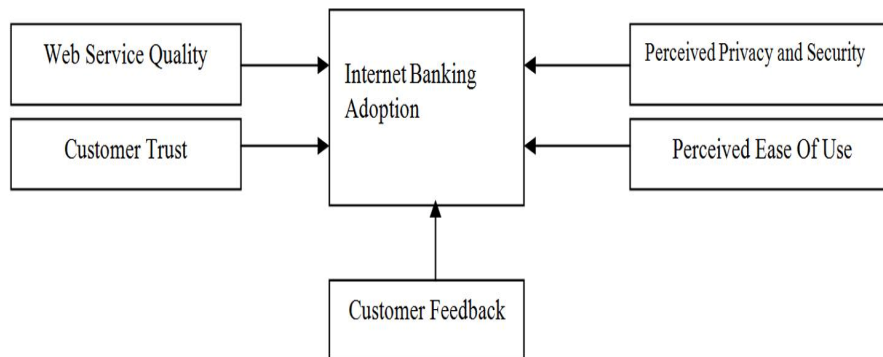 Web Service Quality
Internet Banking
Adoption
Perceived Privacy and Security
Customer Trust
Perceived Ease Of Use
Customer Feedback